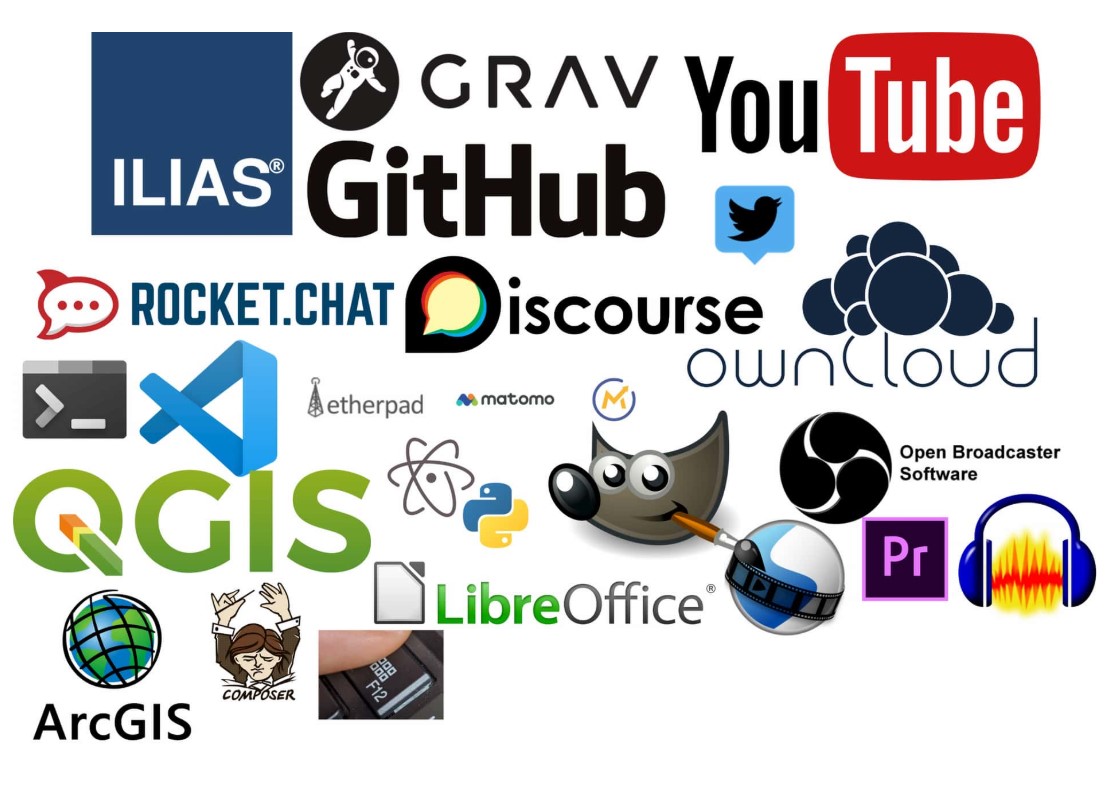 ILIAS®
GRAV
YouTube
GitHub
ROCKET.CHAT
Discourse
ownCloud
etherpad
matomo
M
QGIS
Open Broadcaster
Software
Pr
LibreOffice®
ArcGIS
COMPOSER
F12